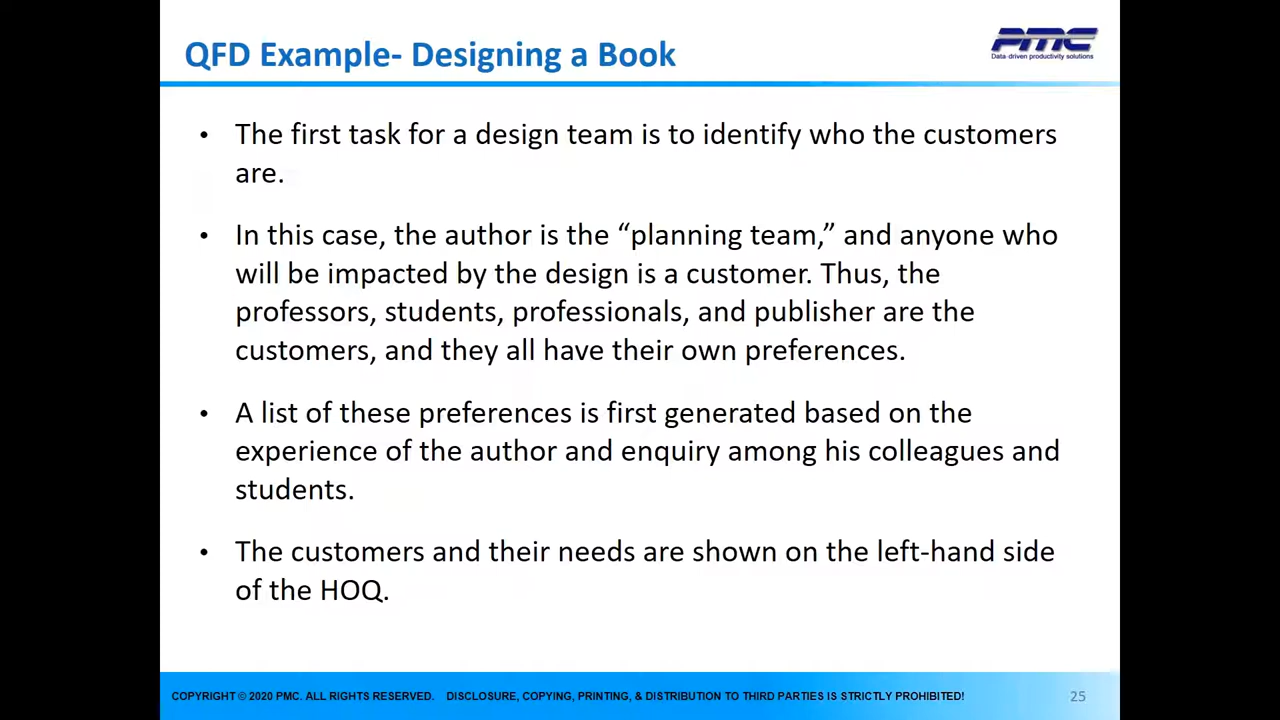 QFD Example- Designing a Book
PMC
Data-driven productivity solutions
• The first task for a design team is to identify who the customers
are.
• In this case, the author is the “planning team,” and anyone who
will be impacted by the design is a customer. Thus, the
professors, students, professionals, and publisher are the
customers, and they all have their own preferences.
• A list of these preferences is first generated based on the
experience of the author and enquiry among his colleagues and
students.
• The customers and their needs are shown on the left-hand side
of the HOQ.
COPYRIGHT © 2020 PMC. ALL RIGHTS RESERVED. DISCLOSURE, COPYING, PRINTING, & DISTRIBUTION TO THIRD PARTIES IS STRICTLY PROHIBITED! 25